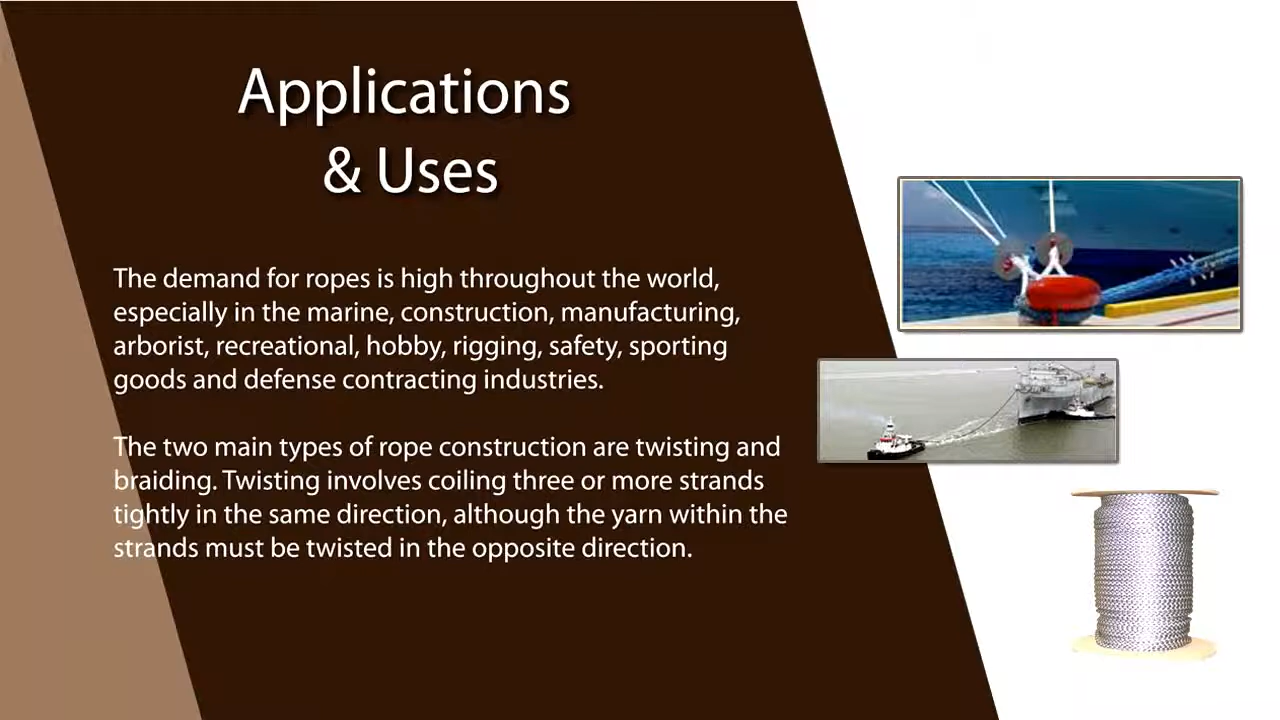 Applications
& Uses
The demand for ropes is high throughout the world,
especially in the marine, construction, manufacturing,
arborist, recreational, hobby, rigging, safety, sporting
goods and defense contracting industries.
The two main types of rope construction are twisting and
braiding. Twisting involves coiling three or more strands
tightly in the same direction, although the yarn within the
strands must be twisted in the opposite direction.